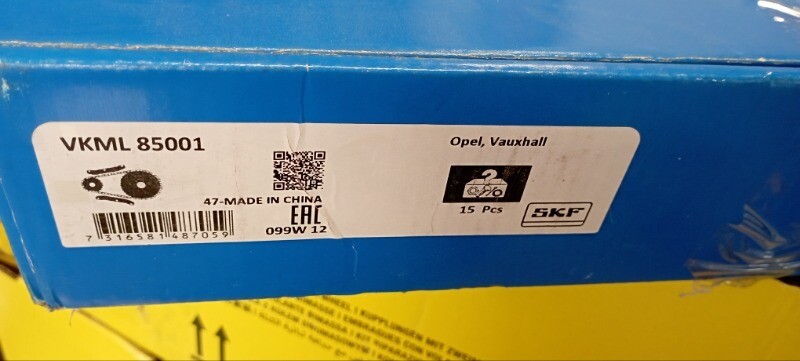 VKML 85001
Opel, Vauxhall
47-MADE IN CHINA
EAC
099W 12
7 316581 487059
15 Pcs
SKF